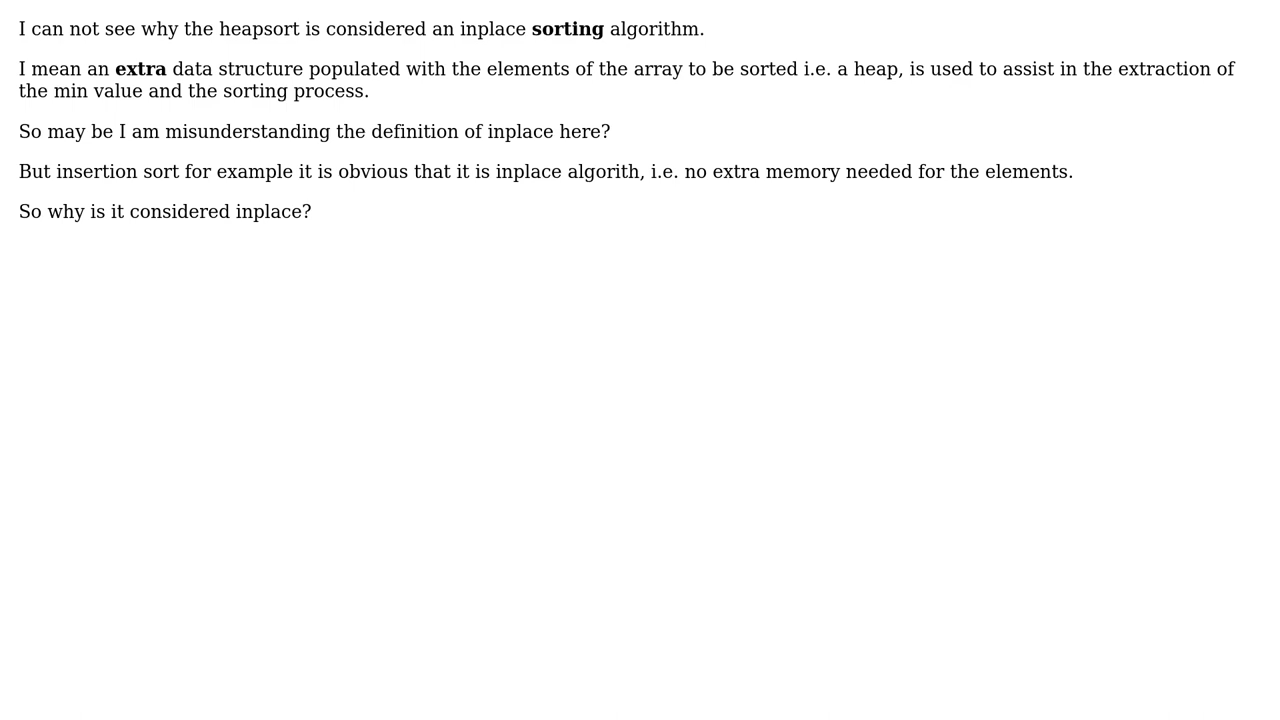 I can not see why the heapsort is considered an inplace sorting algorithm.
I mean an extra data structure populated with the elements of the array to be sorted i.e. a heap, is used to assist in the extraction of
the min value and the sorting process.
So may be I am misunderstanding the definition of inplace here?
But insertion sort for example it is obvious that it is inplace algorith, i.e. no extra memory needed for the elements.
So why is it considered inplace?